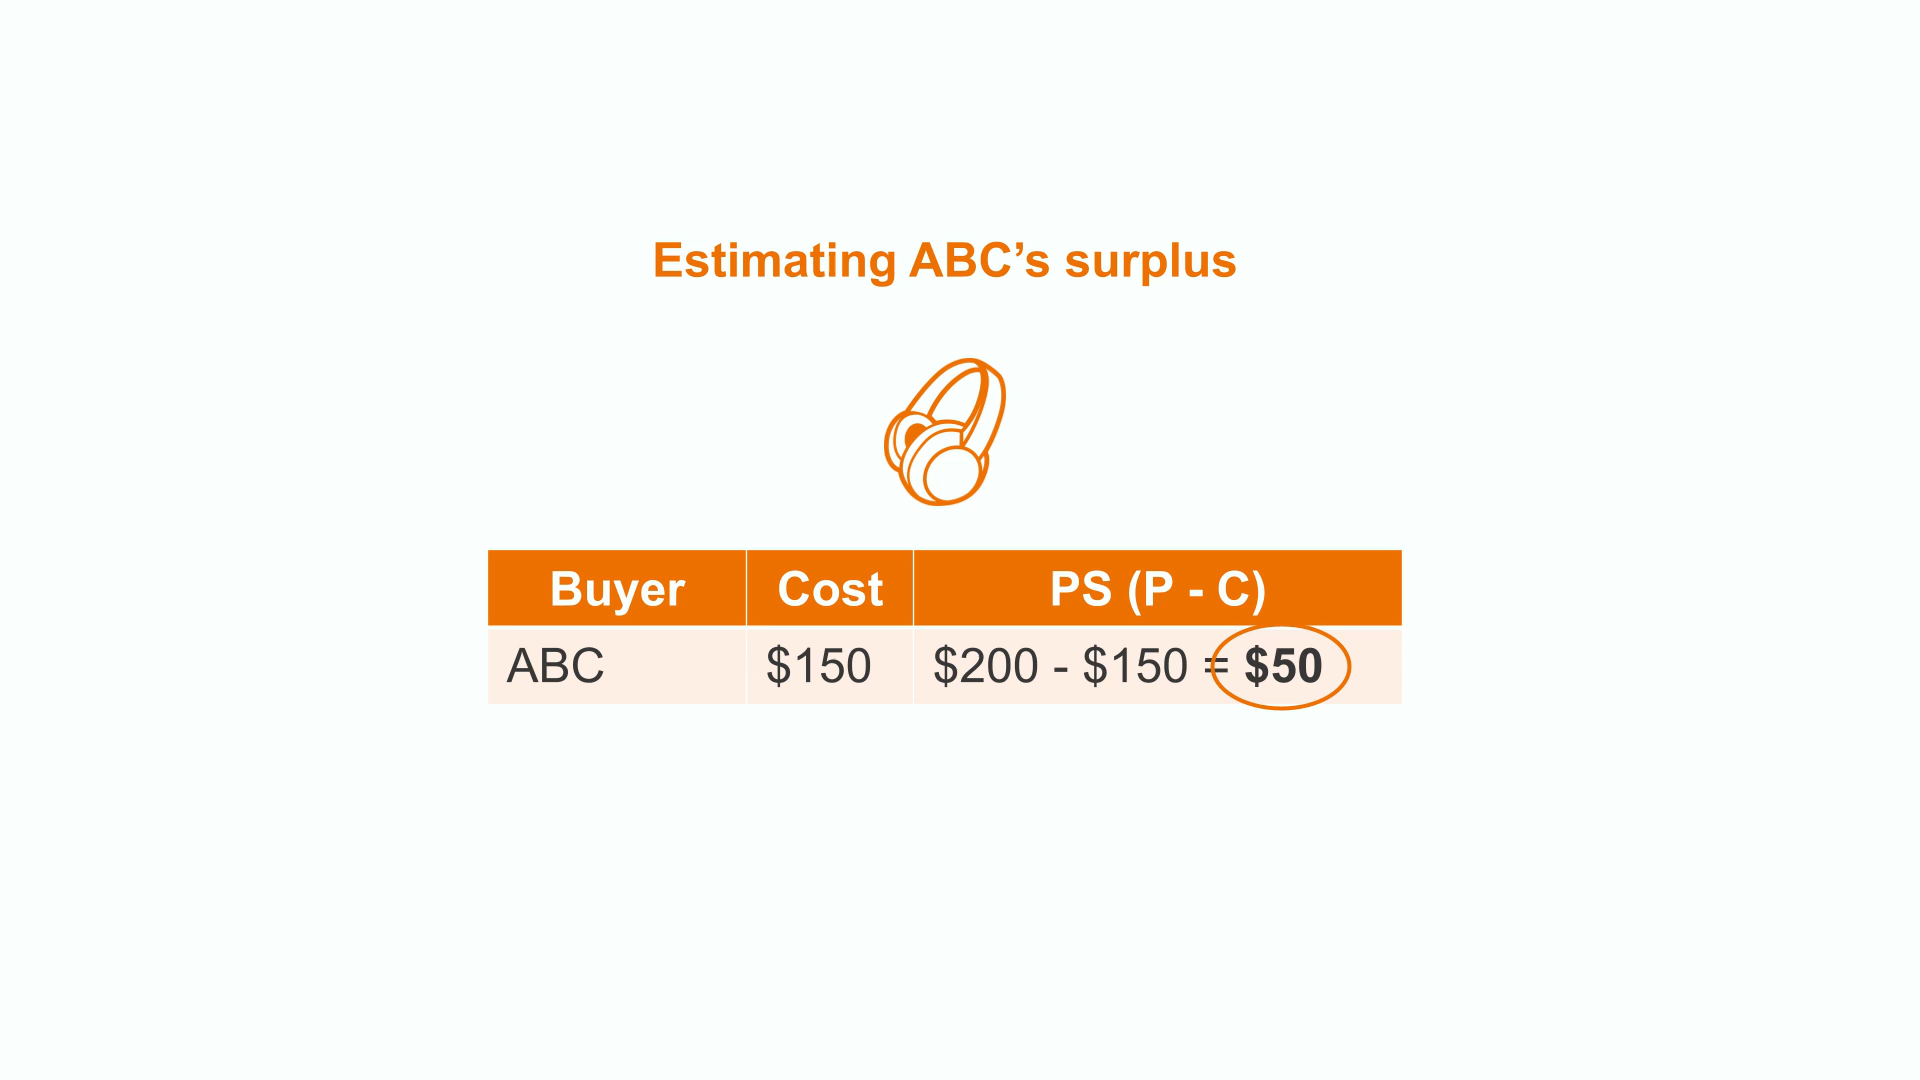 Estimating ABC’s surplus
Buyer Cost PS (P - C)
ABC $150 $200 - $150 = $50